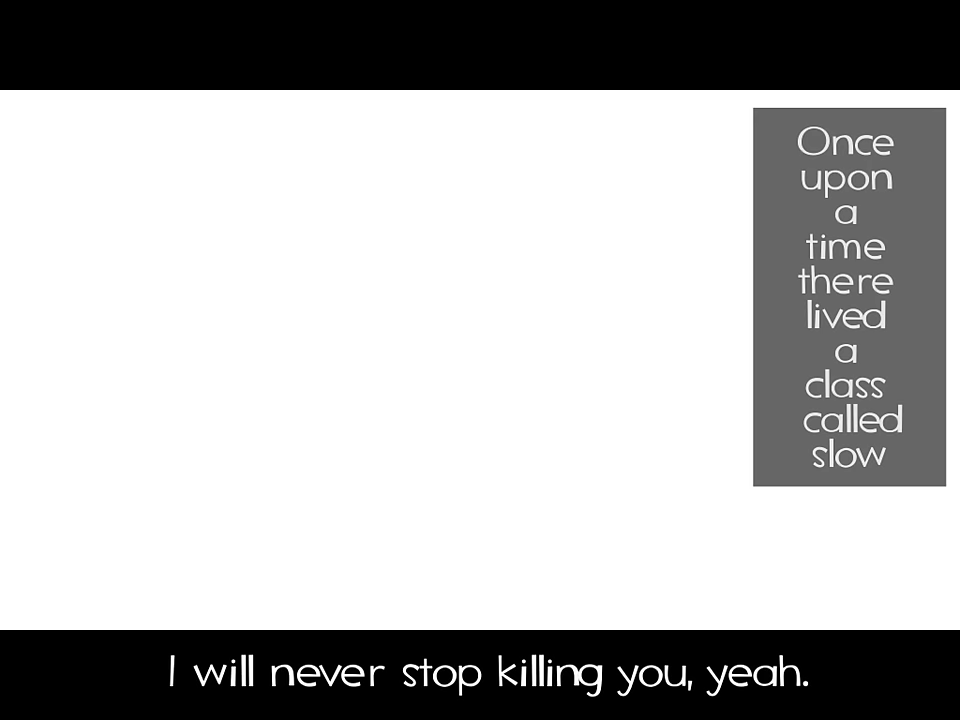 Once
upon
a
time
there
lived
a
class
called
slow
I will never stop killing you, yeah.